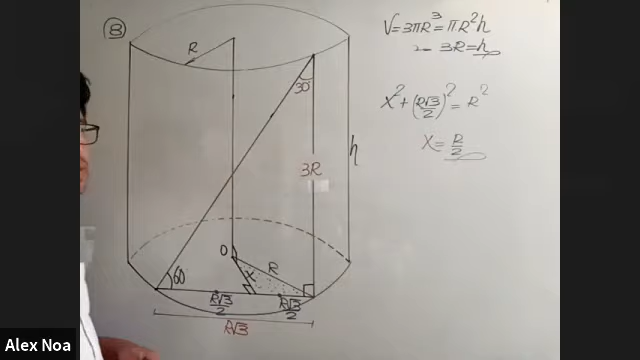 8
R
30
V=3πR³=πR²h
∴ 3R=h
X²+(R√3/2)²=R²
X=R/2
h
3R
O
R
X
60
R√3/2
R√3/2
R√3
Alex Noa